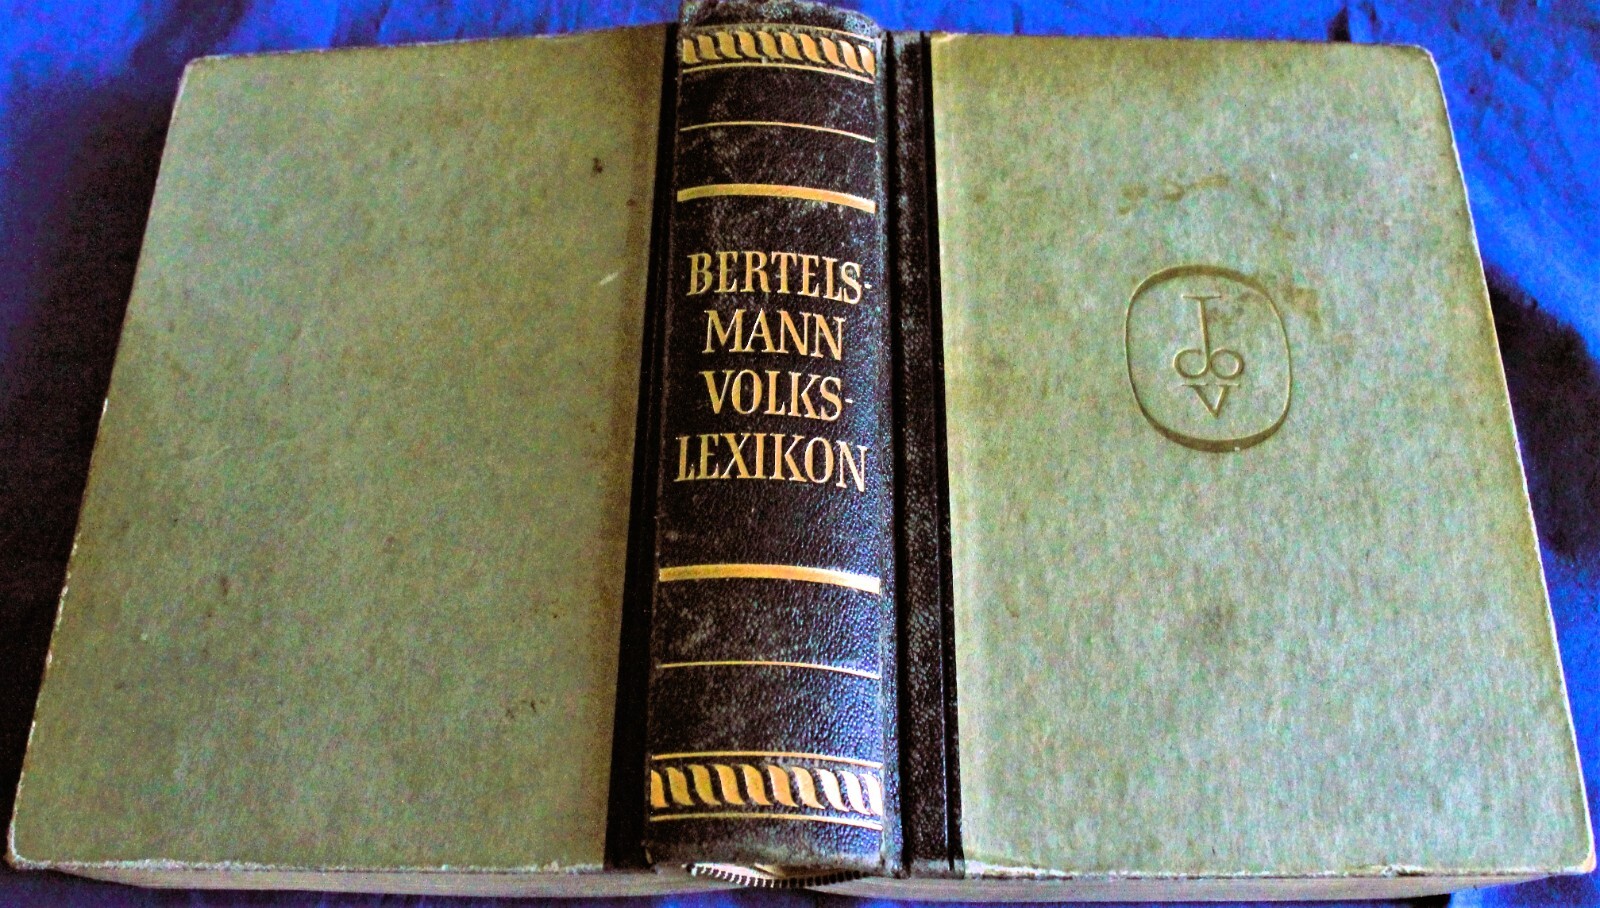 BERTELS-
MANN
VOLKS-
LEXIKON